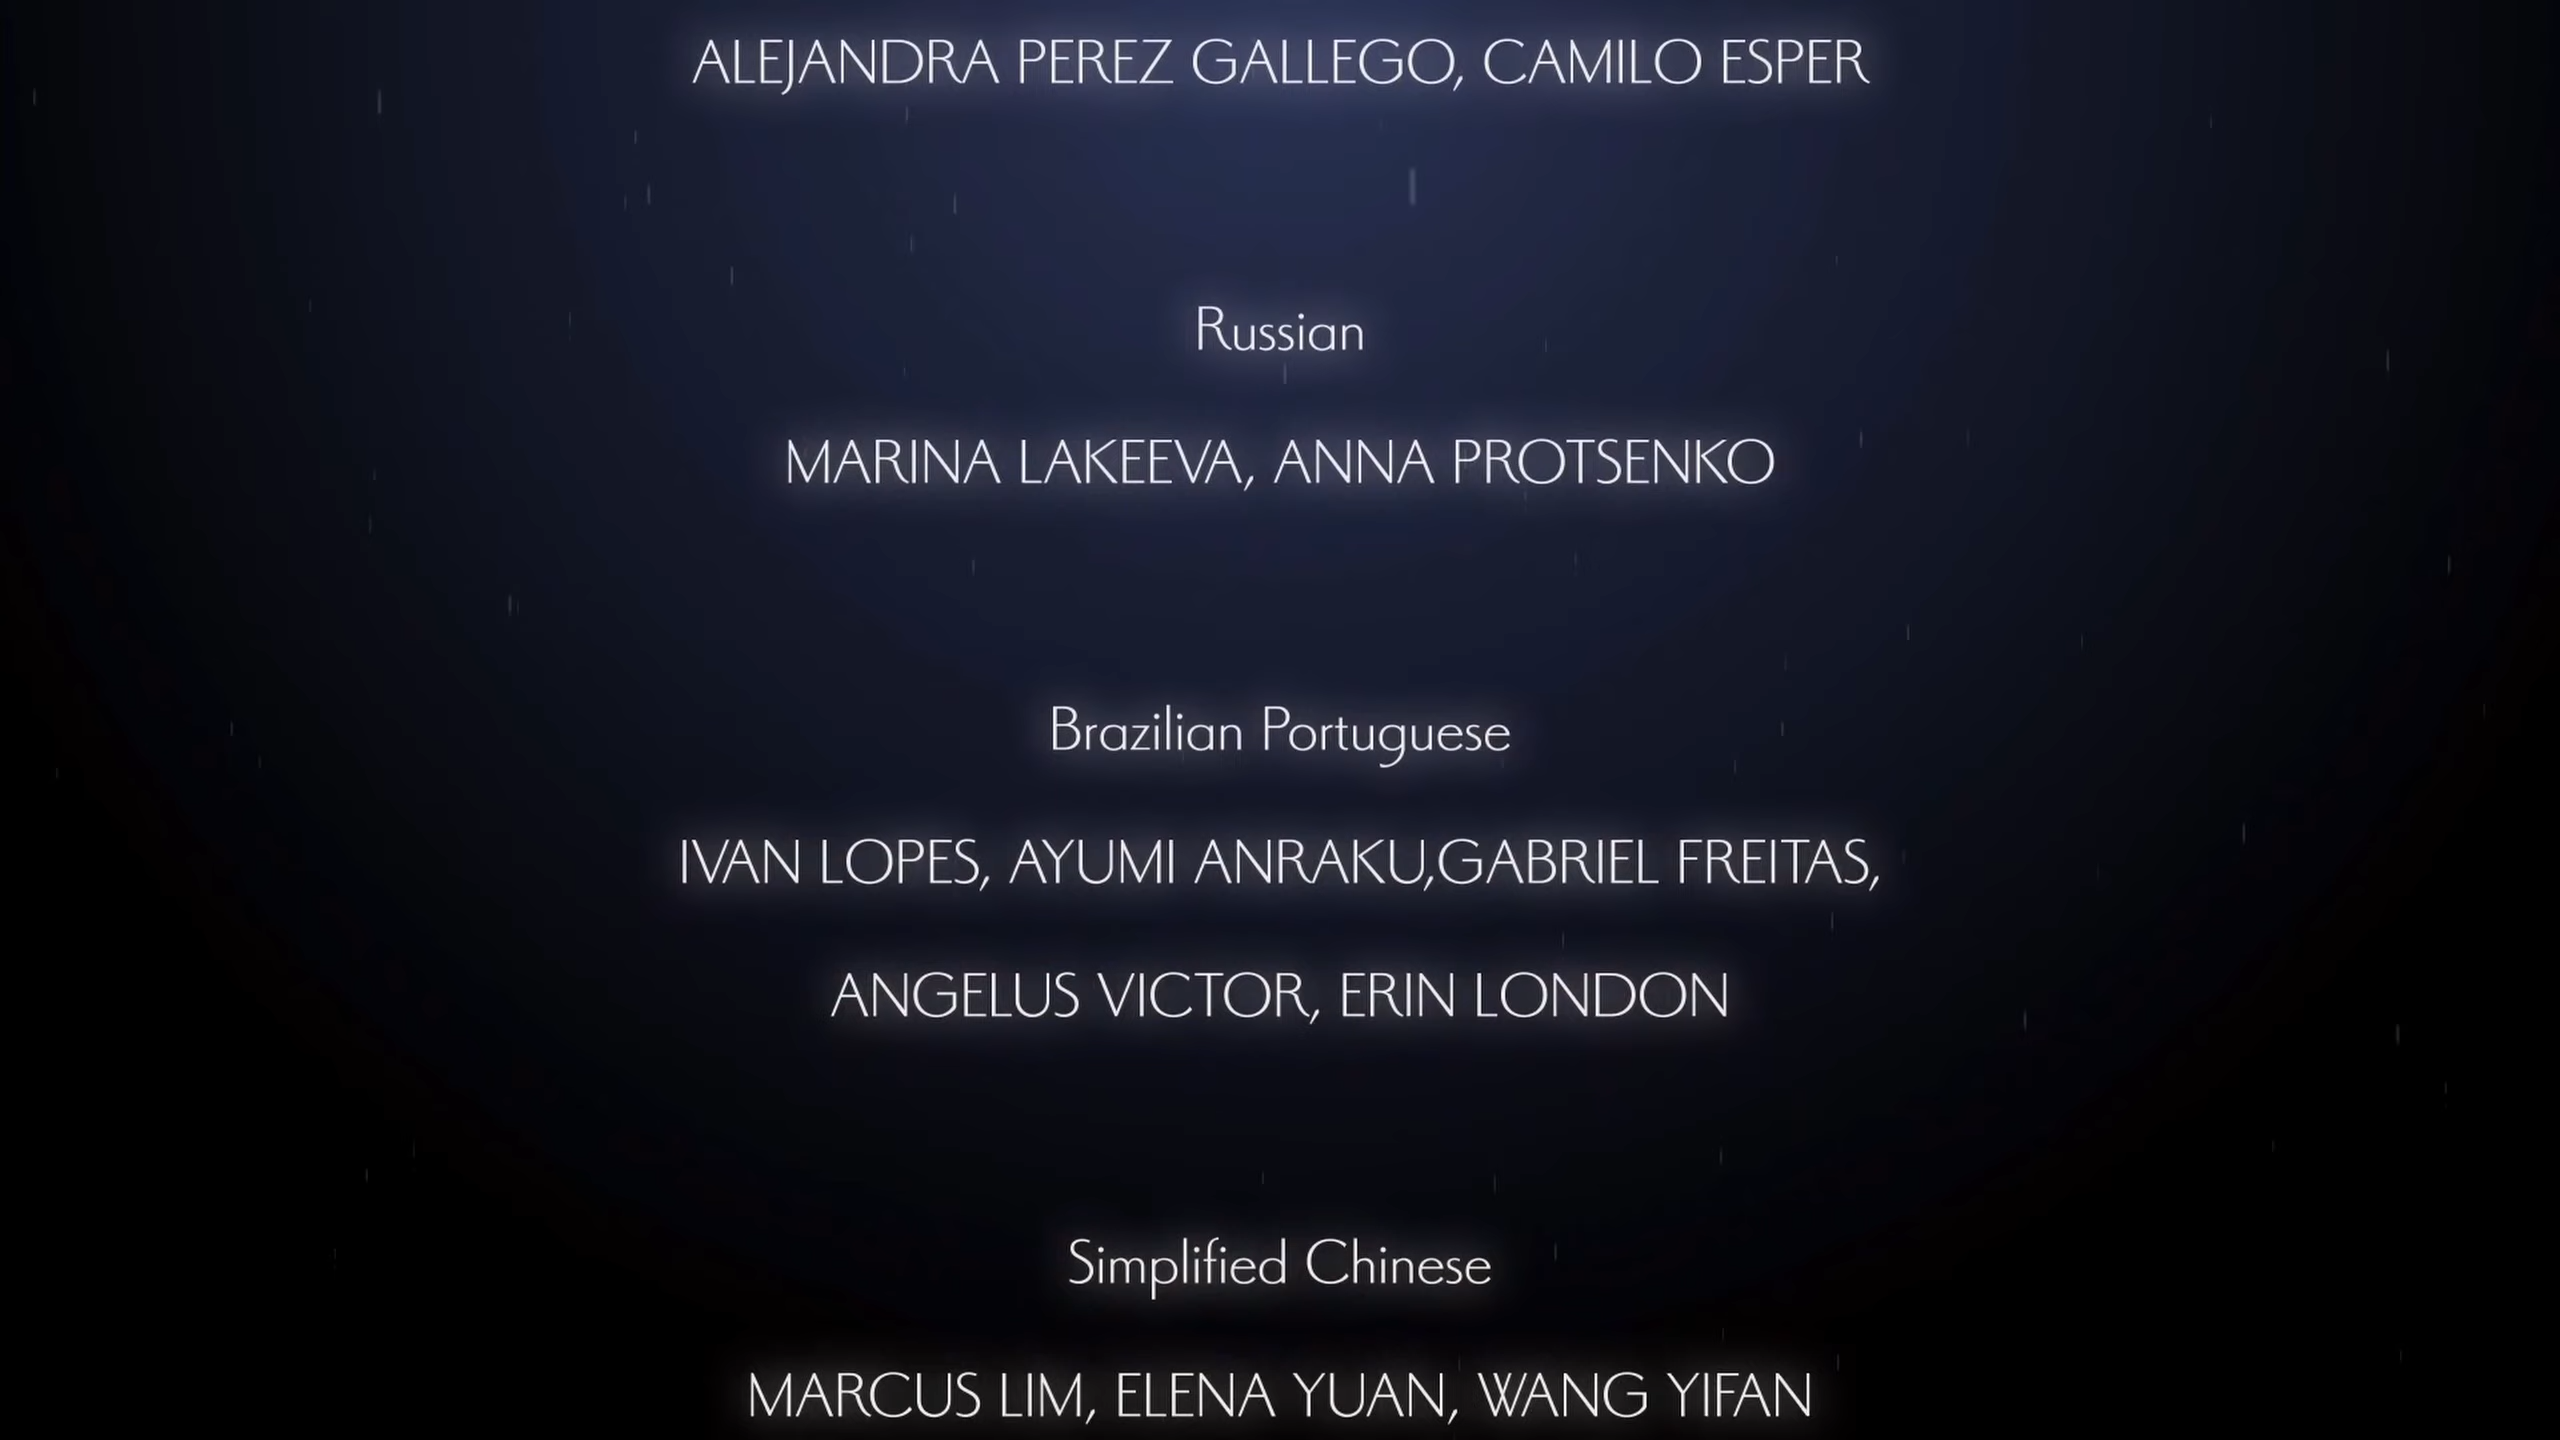 ALEJANDRA PEREZ GALLEGO, CAMILO ESPER
Russian
MARINA LAKEEVA, ANNA PROTSENKO
Brazilian Portuguese
IVAN LOPES, AYUMI ANRAKU,GABRIEL FREITAS,
ANGELUS VICTOR, ERIN LONDON
Simplified Chinese
MARCUS LIM, ELENA YUAN, WANG YIFAN